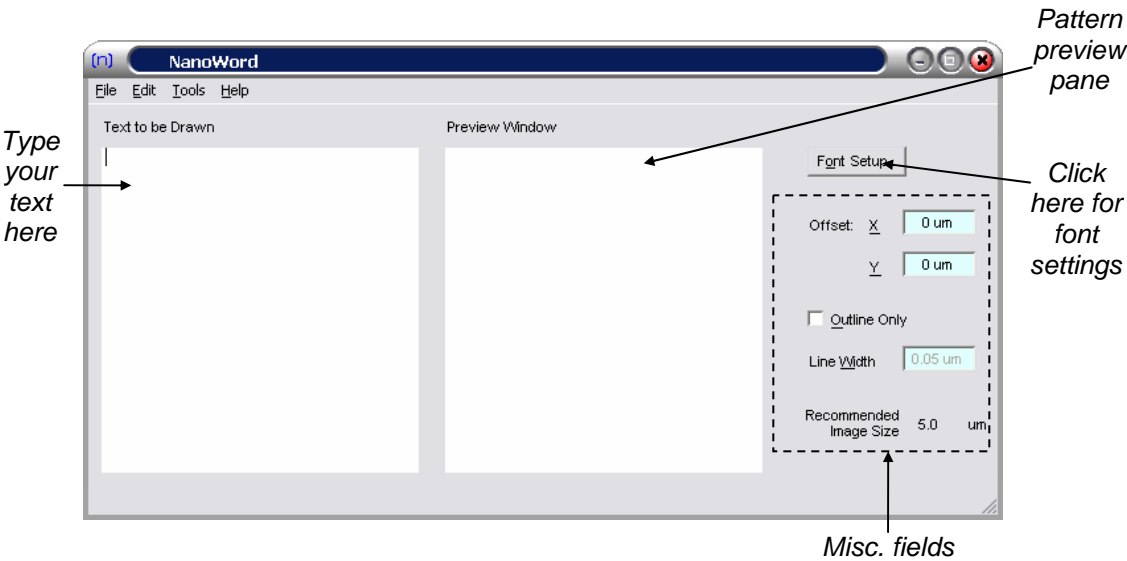 Pattern
preview
pane
(n) NanoWord
File Edit Tools Help
Text to be Drawn
Preview Window
Type
your
text
here
Font Setup
Click
here for
font
settings
Offset: X 0 um
Y 0 um
Outline Only
Line Width 0.05 um
Recommended
Image Size 5.0 um
Misc. fields